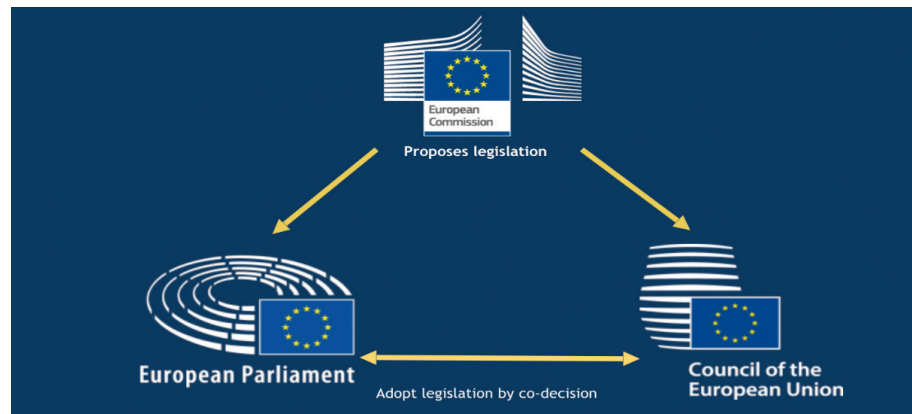 European
Commission
Proposes legislation
European Parliament
Adopt legislation by co-decision
Council of the
European Union